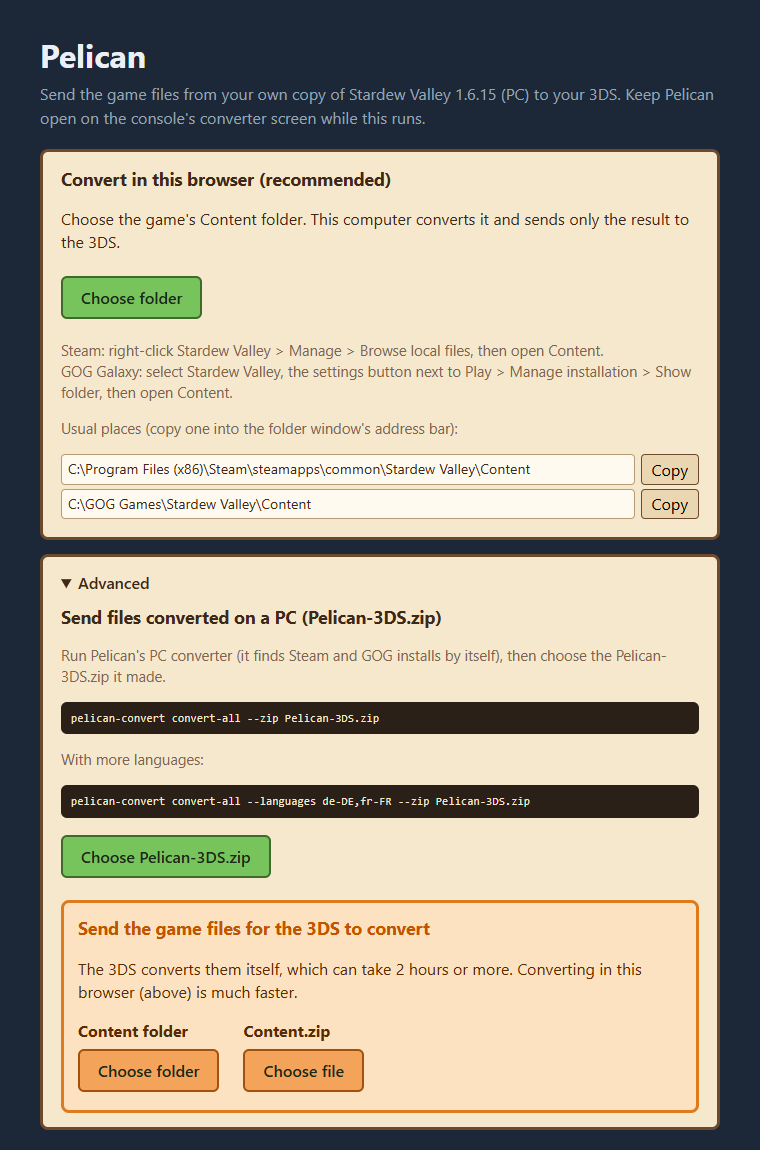 Pelican
Send the game files from your own copy of Stardew Valley 1.6.15 (PC) to your 3DS. Keep Pelican
open on the console's converter screen while this runs.
Convert in this browser (recommended)
Choose the game's Content folder. This computer converts it and sends only the result to
the 3DS.
Choose folder
Steam: right-click Stardew Valley > Manage > Browse local files, then open Content.
GOG Galaxy: select Stardew Valley, the settings button next to Play > Manage installation > Show
folder, then open Content.
Usual places (copy one into the folder window's address bar):
C:\Program Files (x86)\Steam\steamapps\common\Stardew Valley\Content
Copy
C:\GOG Games\Stardew Valley\Content
Copy
▼ Advanced
Send files converted on a PC (Pelican-3DS.zip)
Run Pelican's PC converter (it finds Steam and GOG installs by itself), then choose the Pelican-
3DS.zip it made.
pelican-convert convert-all --zip Pelican-3DS.zip
With more languages:
pelican-convert convert-all --languages de-DE,fr-FR --zip Pelican-3DS.zip
Choose Pelican-3DS.zip
Send the game files for the 3DS to convert
The 3DS converts them itself, which can take 2 hours or more. Converting in this
browser (above) is much faster.
Content folder
Choose folder
Content.zip
Choose file